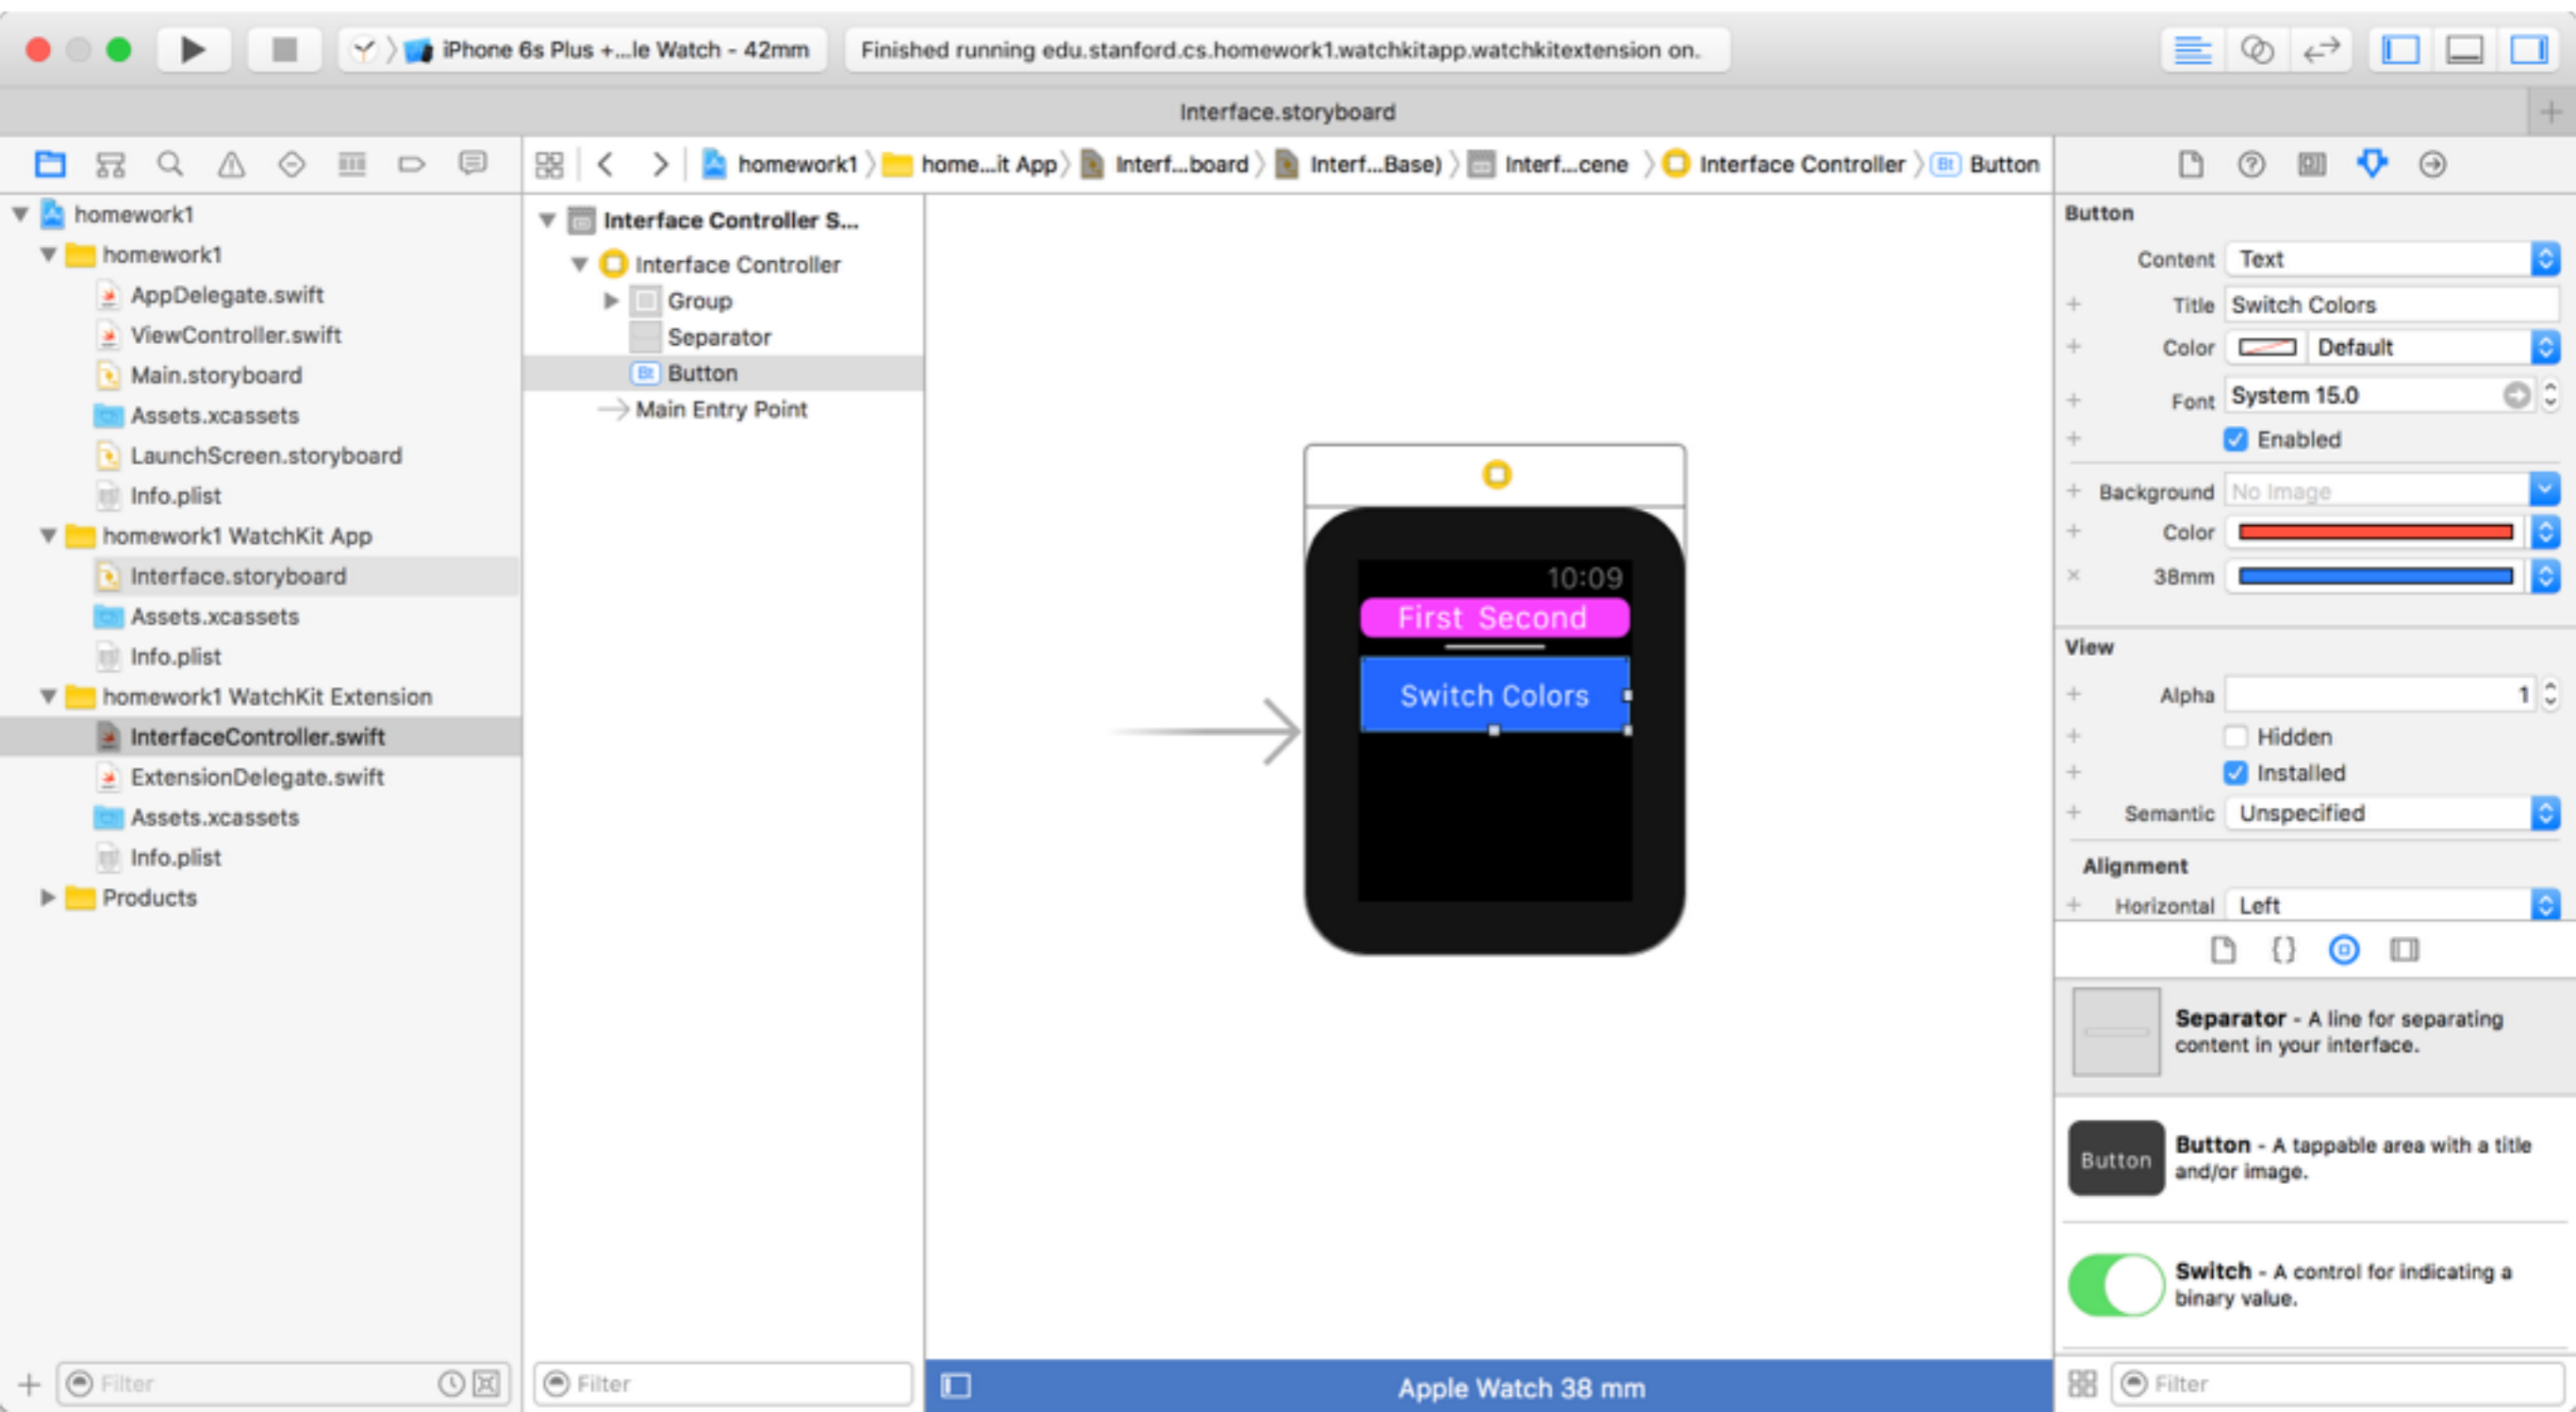 iPhone 6s Plus +...le Watch - 42mm
Finished running edu.stanford.cs.homework1.watchkitapp.watchkitextension on.
Interface.storyboard
homework1
home...it App
Interf...board
Interf...Base)
Interf...cene
Interface Controller
Bt Button
homework1
homework1
AppDelegate.swift
ViewController.swift
Main.storyboard
Assets.xcassets
LaunchScreen.storyboard
Info.plist
homework1 WatchKit App
Interface.storyboard
Assets.xcassets
Info.plist
homework1 WatchKit Extension
InterfaceController.swift
ExtensionDelegate.swift
Assets.xcassets
Info.plist
Products
Filter
Interface Controller S...
Interface Controller
Group
Separator
Bt Button
Main Entry Point
Filter
10:09
First Second
Switch Colors
Apple Watch 38 mm
Button
Content Text
Title Switch Colors
Color Default
Font System 15.0
Enabled
Background No Image
Color
38mm
View
Alpha 1
Hidden
Installed
Semantic Unspecified
Alignment
Horizontal Left
Separator - A line for separating
content in your interface.
Button
Button - A tappable area with a title
and/or image.
Switch - A control for indicating a
binary value.
Filter